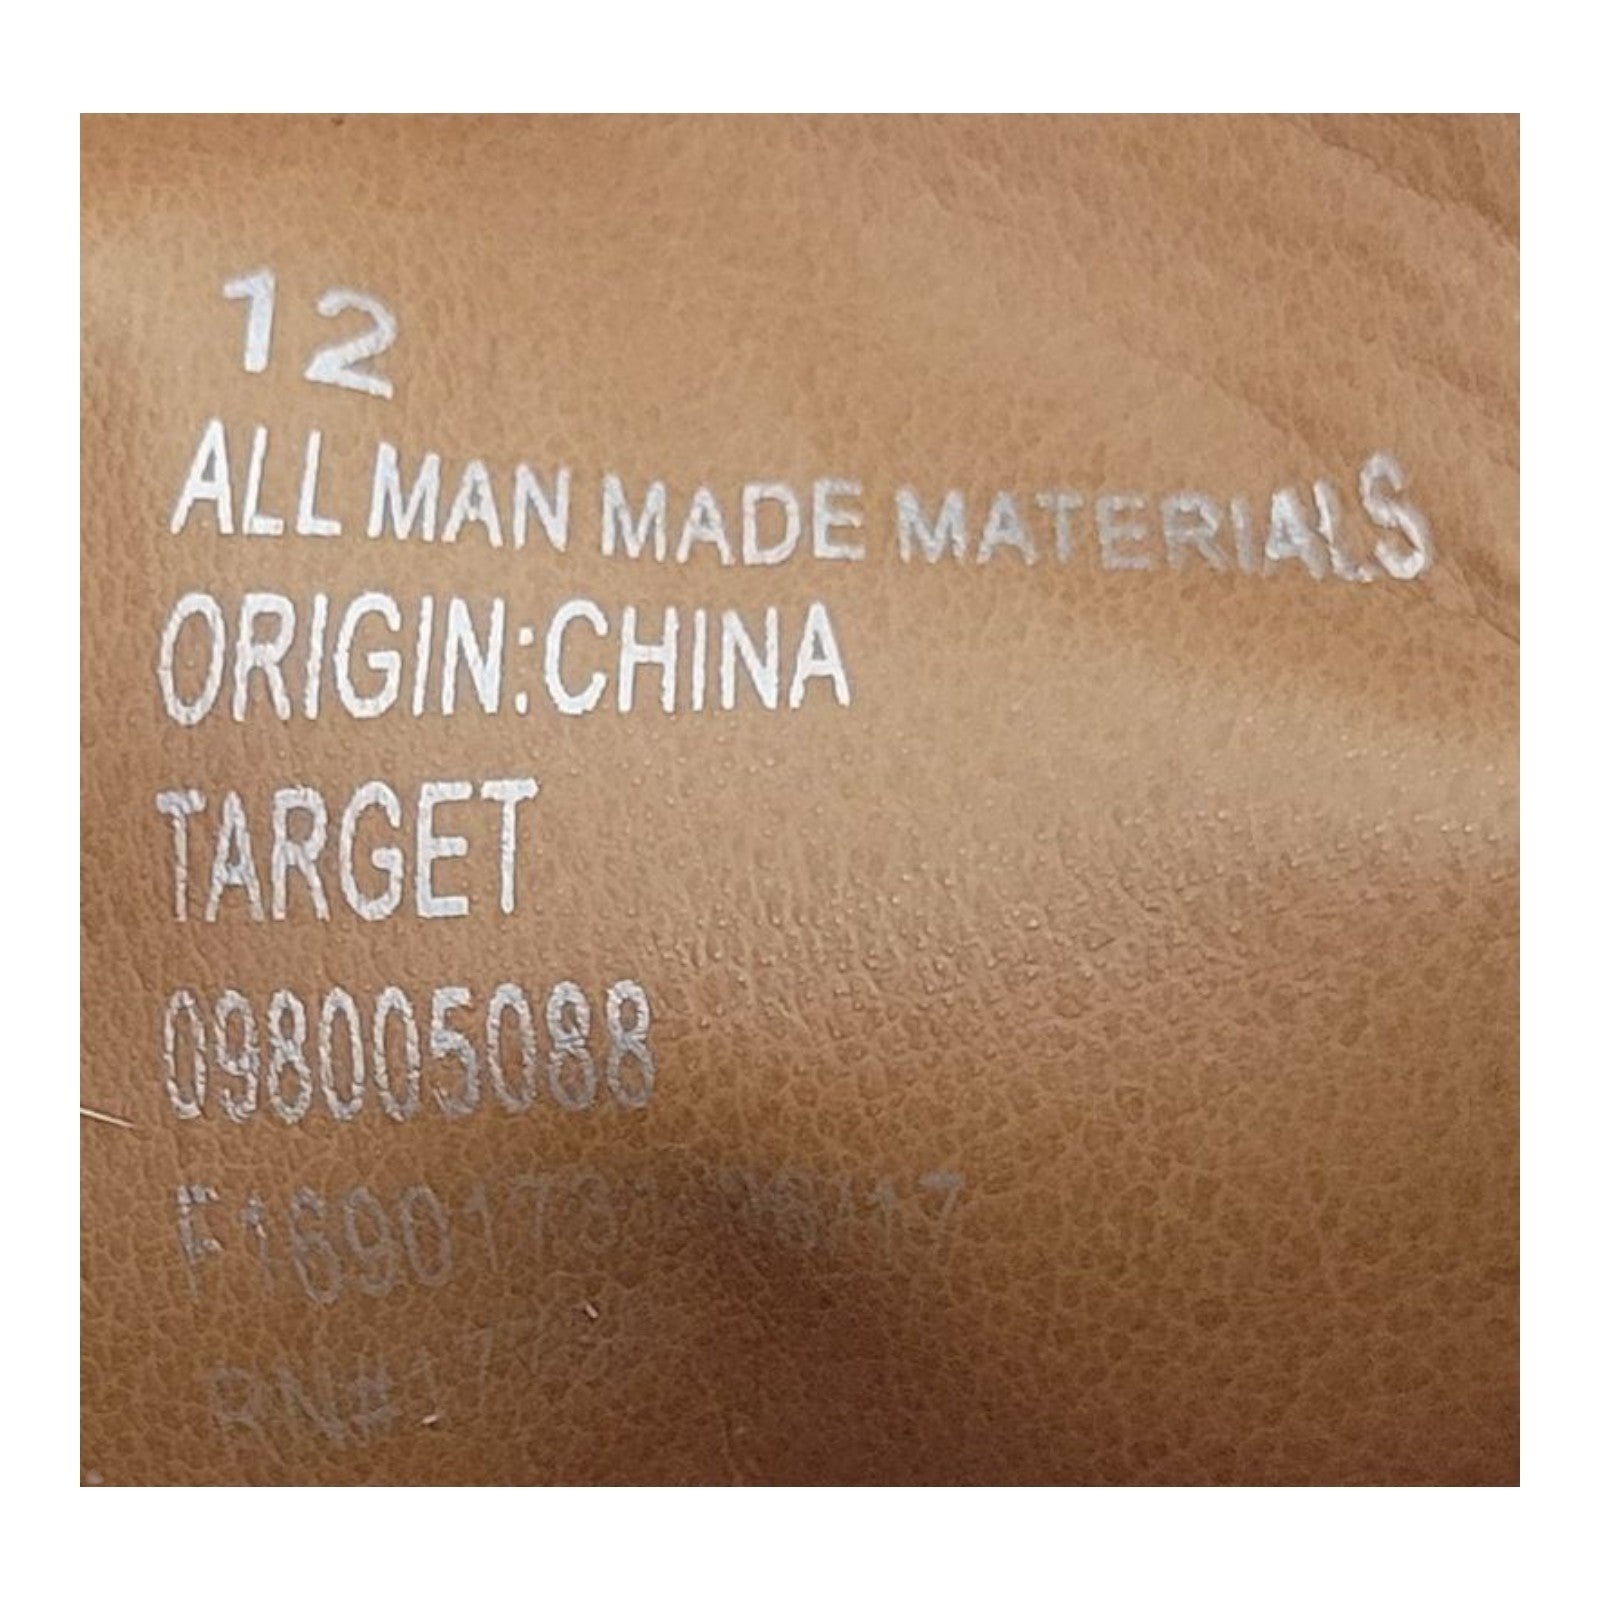 12
ALL MAN MADE MATERIALS
ORIGIN:CHINA
TARGET
098005088